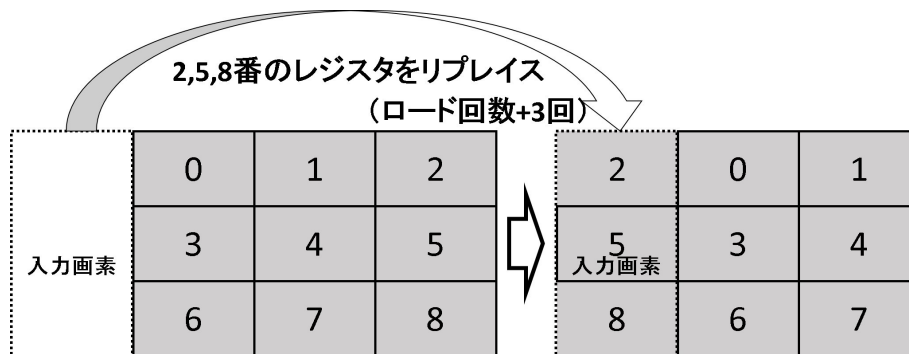 2,5,8番のレジスタをリプレイス
（ロード回数+3回）
0 1 2 2 0 1
3 4 5 5 3 4
入力画素 入力画素
6 7 8 8 6 7